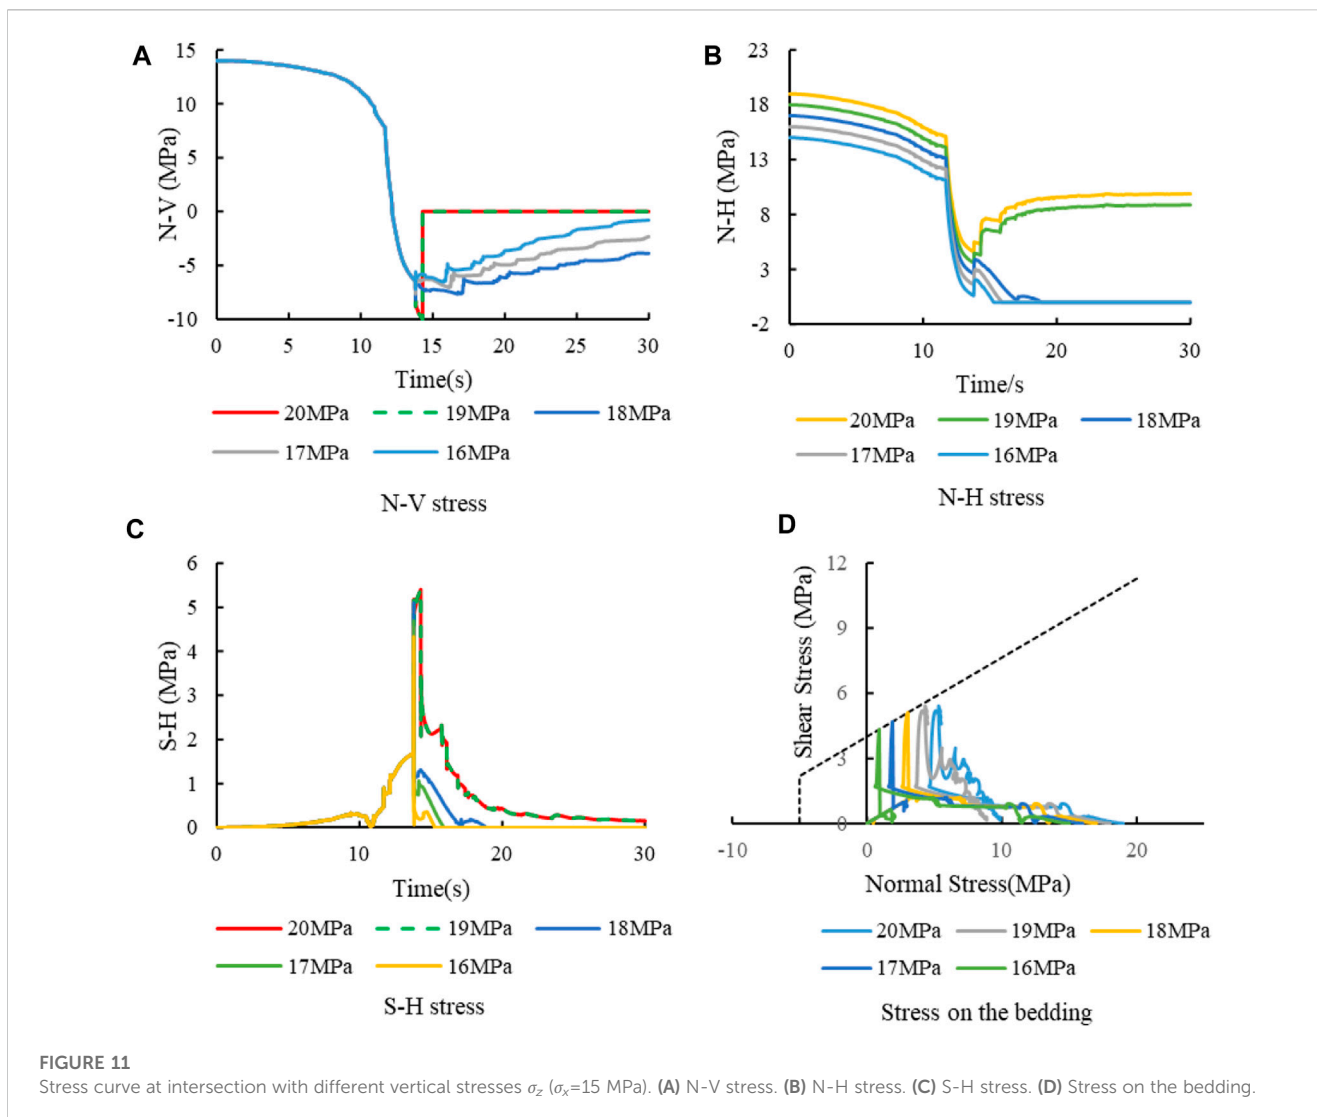 A
15
10
5
0
-5
-10
N-V (MPa)
0 5 10 15 20 25 30
Time(s)
20MPa 19MPa 18MPa
17MPa 16MPa
N-V stress
B
23
18
13
8
3
-2
N-H (MPa)
0 10 20 30
Time/s
20MPa 19MPa 18MPa
17MPa 16MPa
N-H stress
C
6
5
4
3
2
1
0
S-H (MPa)
0 10 20 30
Time(s)
20MPa 19MPa 18MPa
17MPa 16MPa
S-H stress
D
12
9
6
3
0
Shear Stress (MPa)
-10 0 10 20
Normal Stress(MPa)
20MPa 19MPa 18MPa
17MPa 16MPa
Stress on the bedding
FIGURE 11
Stress curve at intersection with different vertical stresses σz (σx=15 MPa). (A) N-V stress. (B) N-H stress. (C) S-H stress. (D) Stress on the bedding.